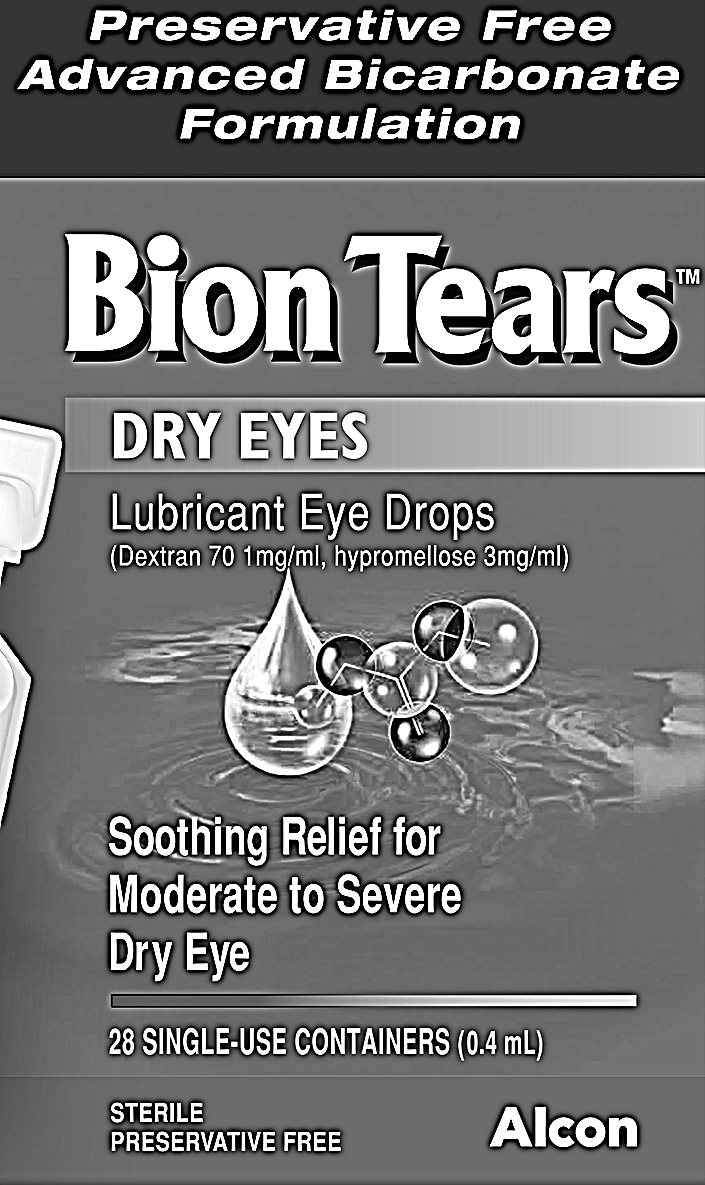 Preservative Free
Advanced Bicarbonate
Formulation
Bion Tears™
DRY EYES
Lubricant Eye Drops
(Dextran 70 1mg/ml, hypromellose 3mg/ml)
Soothing Relief for
Moderate to Severe
Dry Eye
28 SINGLE-USE CONTAINERS (0.4 mL)
STERILE
PRESERVATIVE FREE
Alcon